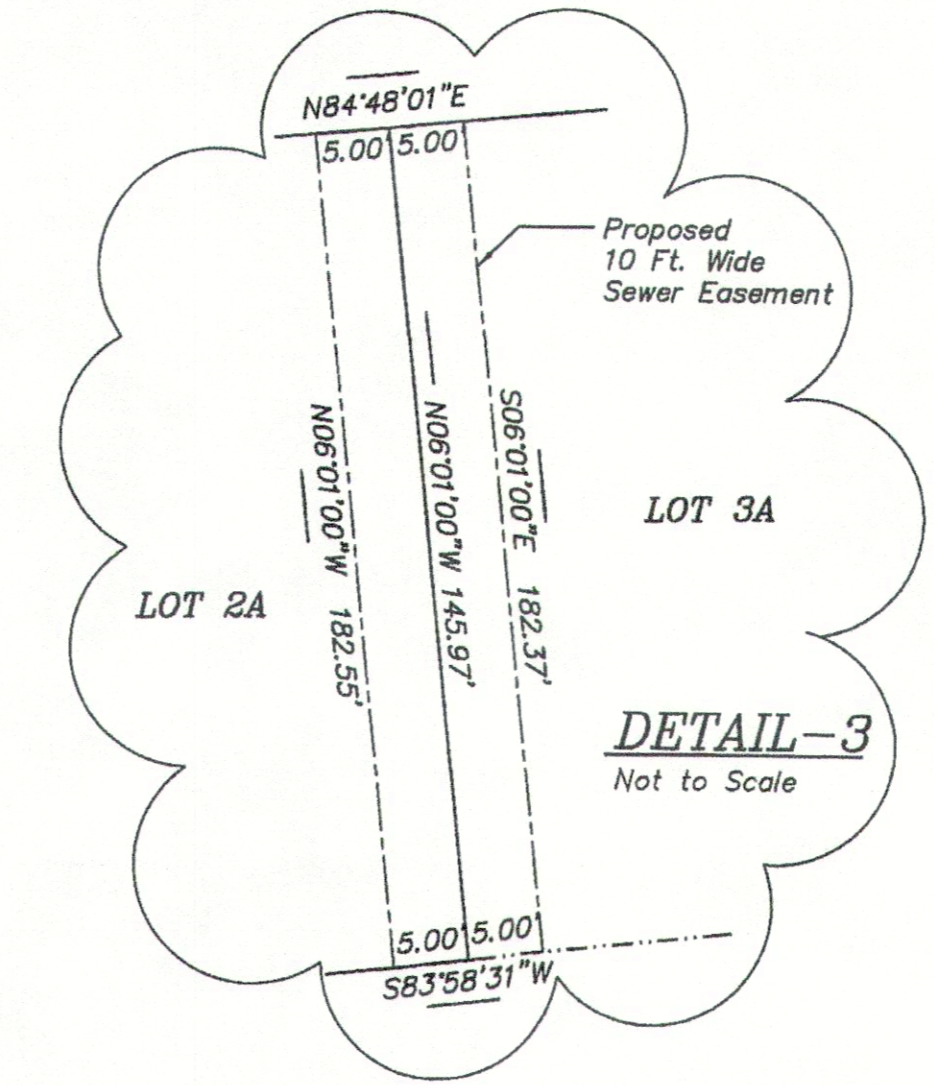 N84°48'01"E
5.00' 5.00'
Proposed
10 Ft. Wide
Sewer Easement
N06°01'00"W 182.55'
N06°01'00"W 145.97'
S06°01'00"E 182.37'
LOT 3A
LOT 2A
DETAIL-3
Not to Scale
5.00' 5.00'
S83°58'31"W